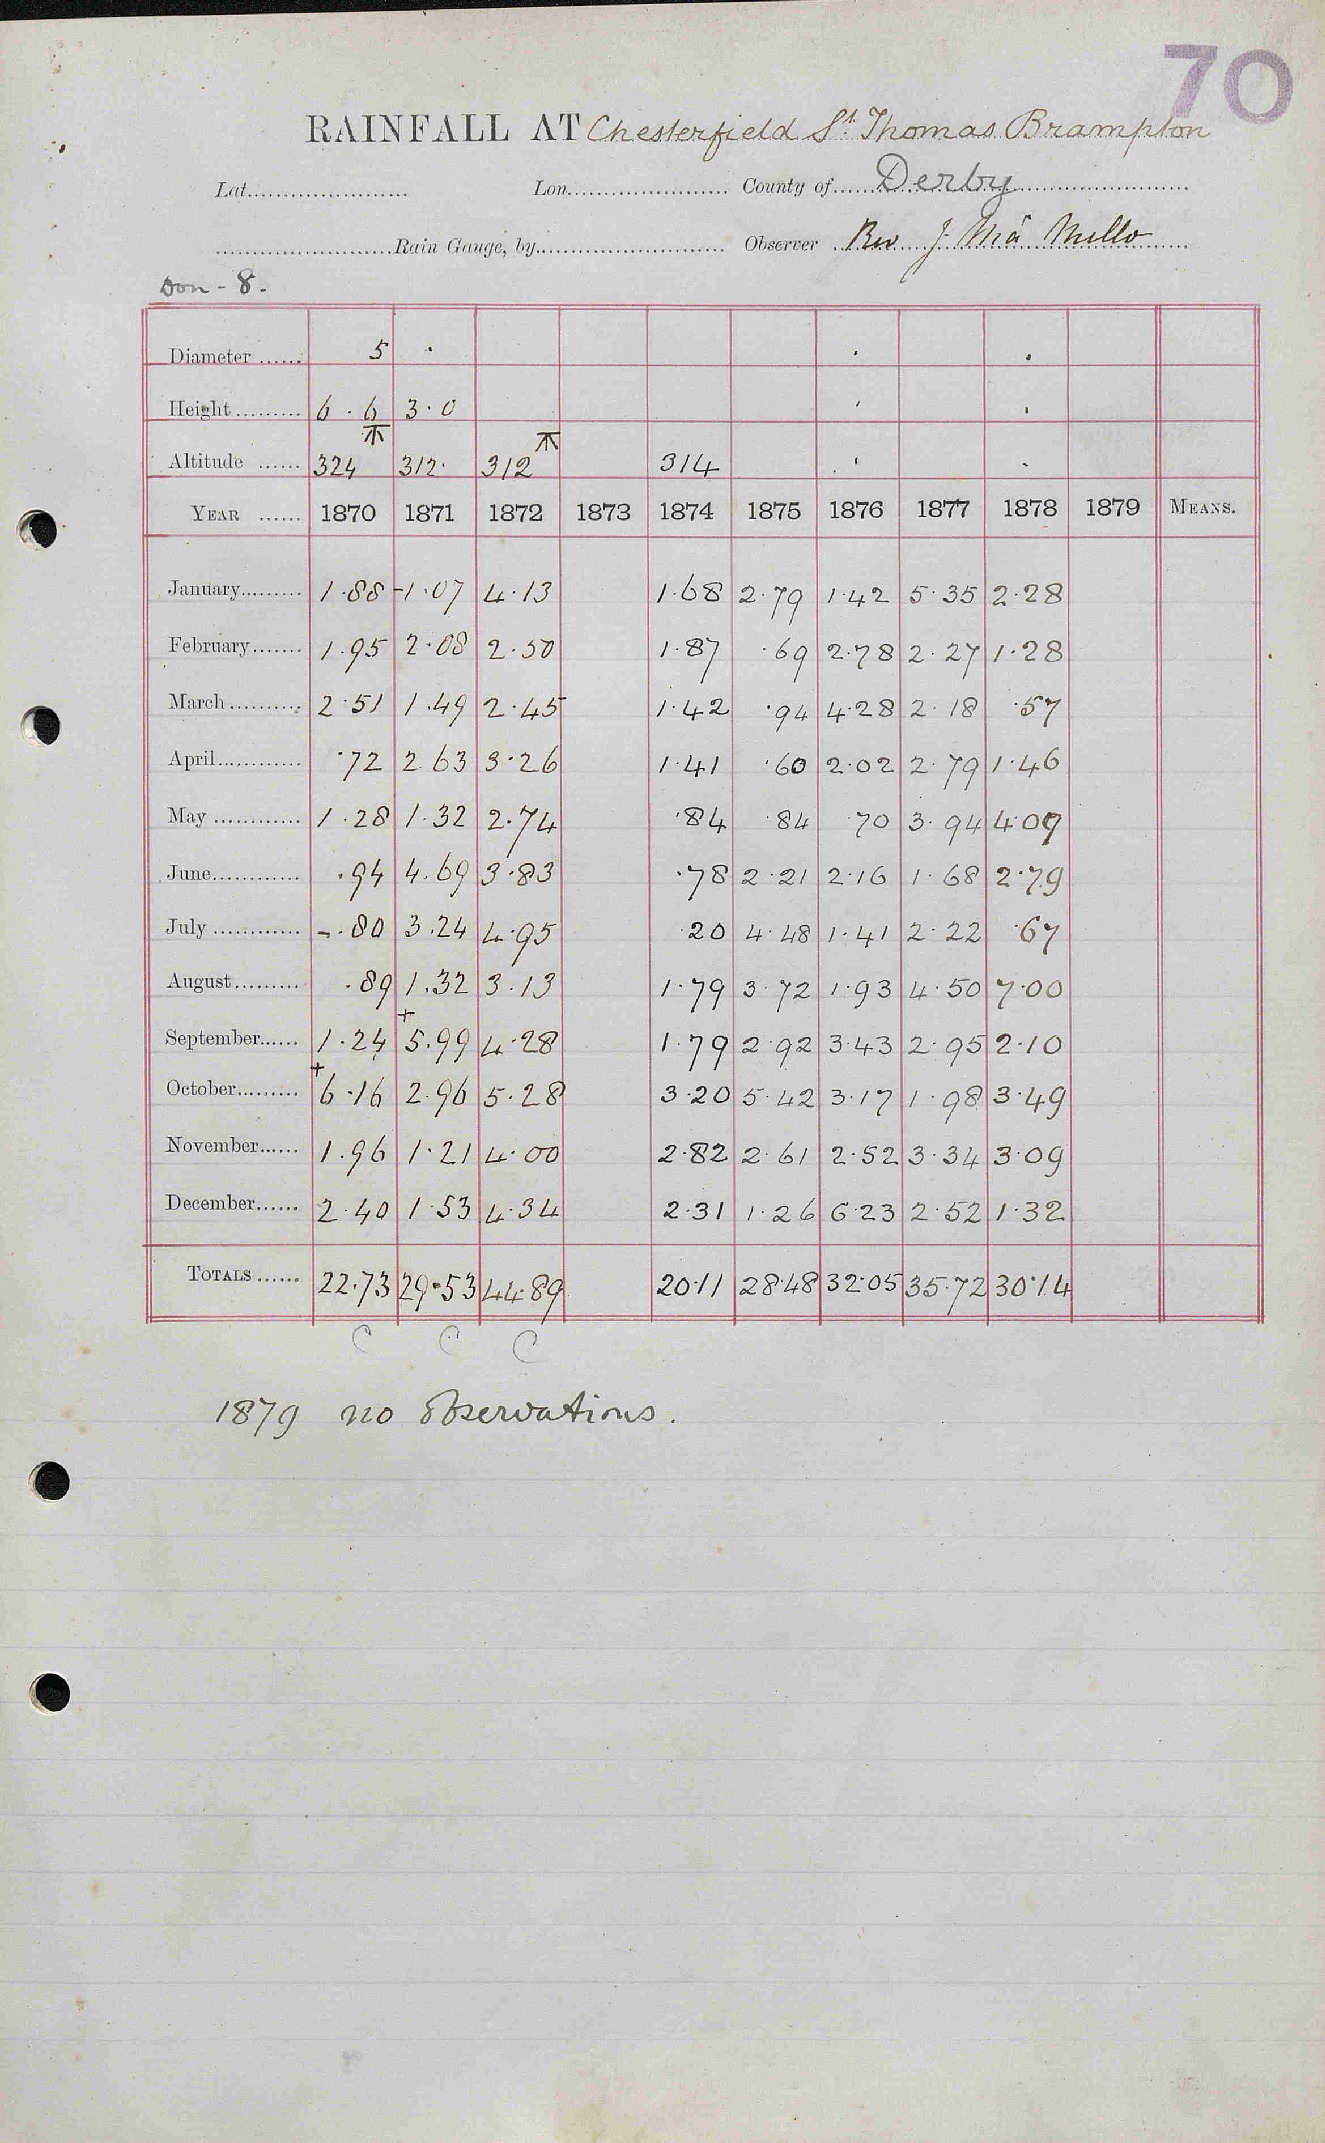 70
RAINFALL AT Chesterfield St. Thomas Brampton
Lat. Lon. County of Derby
Rain Gauge, by Observer Rev J. Mello
Don - 8.
Diameter 5
Height 6.6 3.0
Altitude 324 312 312 314
YEAR 1870 1871 1872 1873 1874 1875 1876 1877 1878 1879 MEANS.
January 1.88 1.07 4.13 1.68 2.79 1.42 5.35 2.28
February 1.95 2.08 2.50 1.87 .69 2.78 2.27 1.28
March 2.51 1.49 2.45 1.42 .94 4.28 2.18 .57
April .72 2.63 3.26 1.41 .60 2.02 2.79 1.46
May 1.28 1.32 2.74 .84 .84 .70 3.94 4.09
June .94 4.69 3.83 .78 2.21 2.16 1.68 2.79
July .80 3.24 4.95 .20 4.48 1.41 2.22 .67
August .89 1.32 3.13 1.79 3.72 1.93 4.50 7.00
September 1.24 +5.99 4.28 1.79 2.92 3.43 2.95 2.10
October +6.16 2.96 5.28 3.20 5.42 3.17 1.98 3.49
November 1.96 1.21 4.00 2.82 2.61 2.52 3.34 3.09
December 2.40 1.53 4.34 2.31 1.26 6.23 2.52 1.32
TOTALS 22.73 29.53 44.89 20.11 28.48 32.05 35.72 30.14
C C C
1879 no observations.